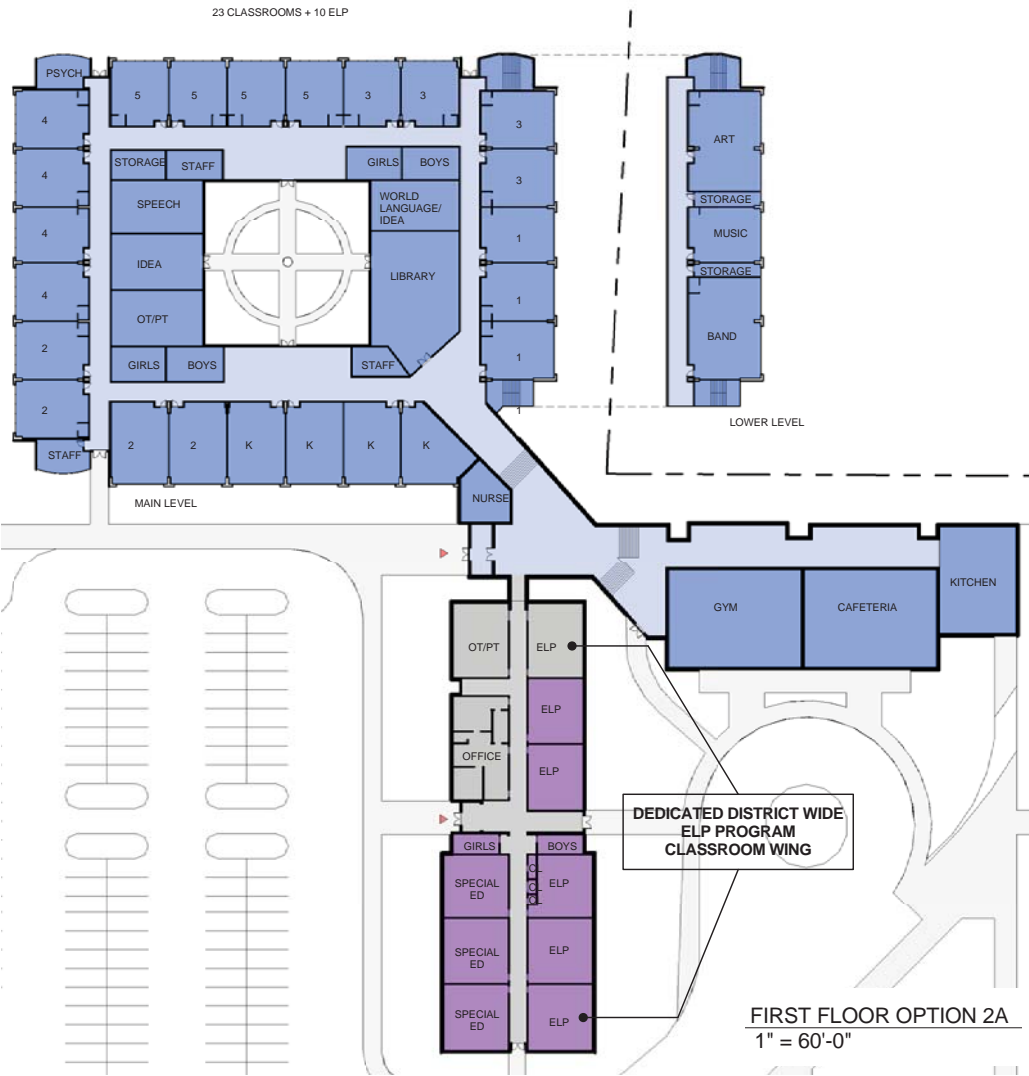 23 CLASSROOMS + 10 ELP
PSYCH
5
5
5
5
3
3
4
4
4
4
2
2
STAFF
STORAGE
STAFF
GIRLS
BOYS
SPEECH
WORLD
LANGUAGE/
IDEA
IDEA
LIBRARY
OT/PT
GIRLS
BOYS
STAFF
3
3
1
1
1
1
2
2
K
K
K
K
NURSE
MAIN LEVEL
ART
STORAGE
MUSIC
STORAGE
BAND
LOWER LEVEL
GYM
CAFETERIA
KITCHEN
OT/PT
ELP
ELP
OFFICE
ELP
DEDICATED DISTRICT WIDE
ELP PROGRAM
CLASSROOM WING
GIRLS
BOYS
SPECIAL
ED
ELP
SPECIAL
ED
ELP
SPECIAL
ED
ELP
FIRST FLOOR OPTION 2A
1" = 60'-0"